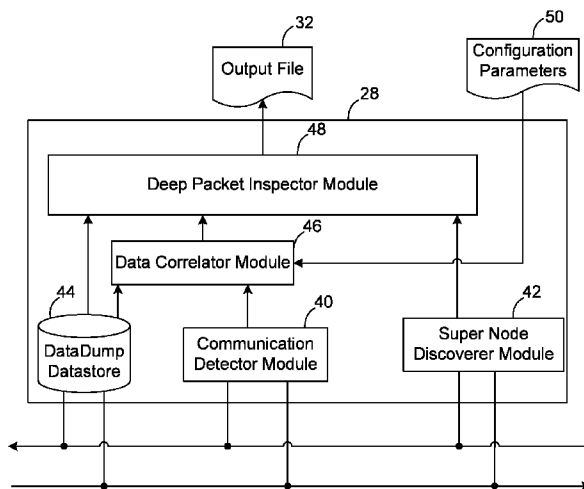 32
Output File
50
Configuration
Parameters
28
48
Deep Packet Inspector Module
46
Data Correlator Module
44
DataDump
Datastore
40
Communication
Detector Module
42
Super Node
Discoverer Module